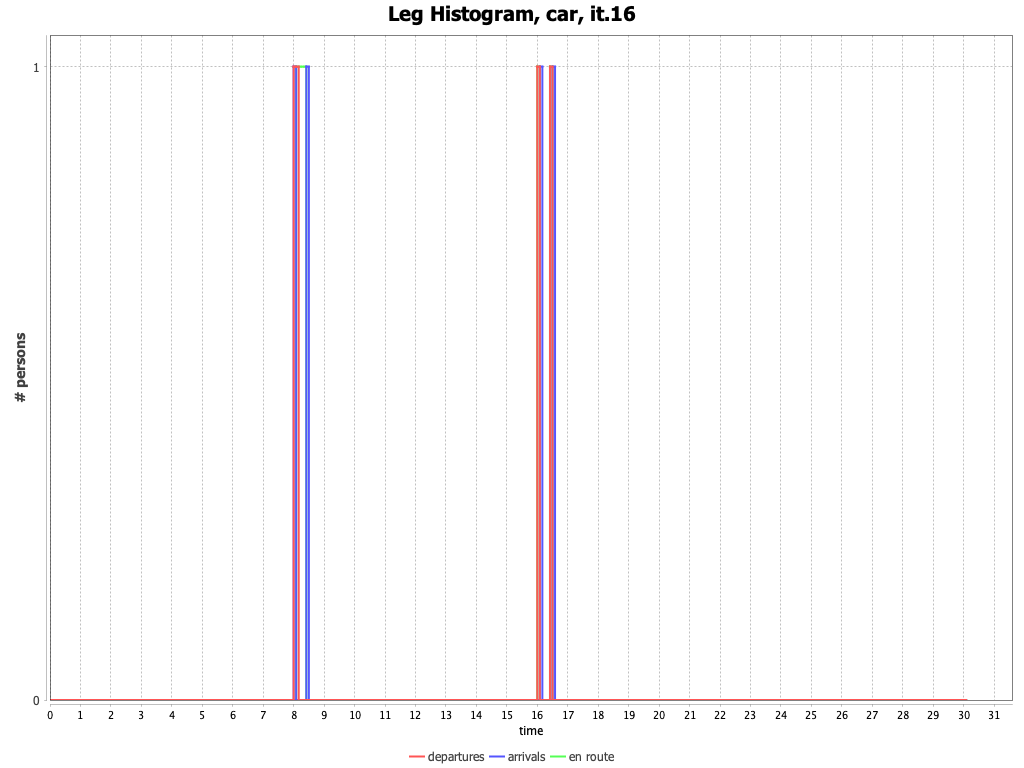 Leg Histogram, car, it.16
# persons
1
0
0 1 2 3 4 5 6 7 8 9 10 11 12 13 14 15 16 17 18 19 20 21 22 23 24 25 26 27 28 29 30 31
time
departures arrivals en route